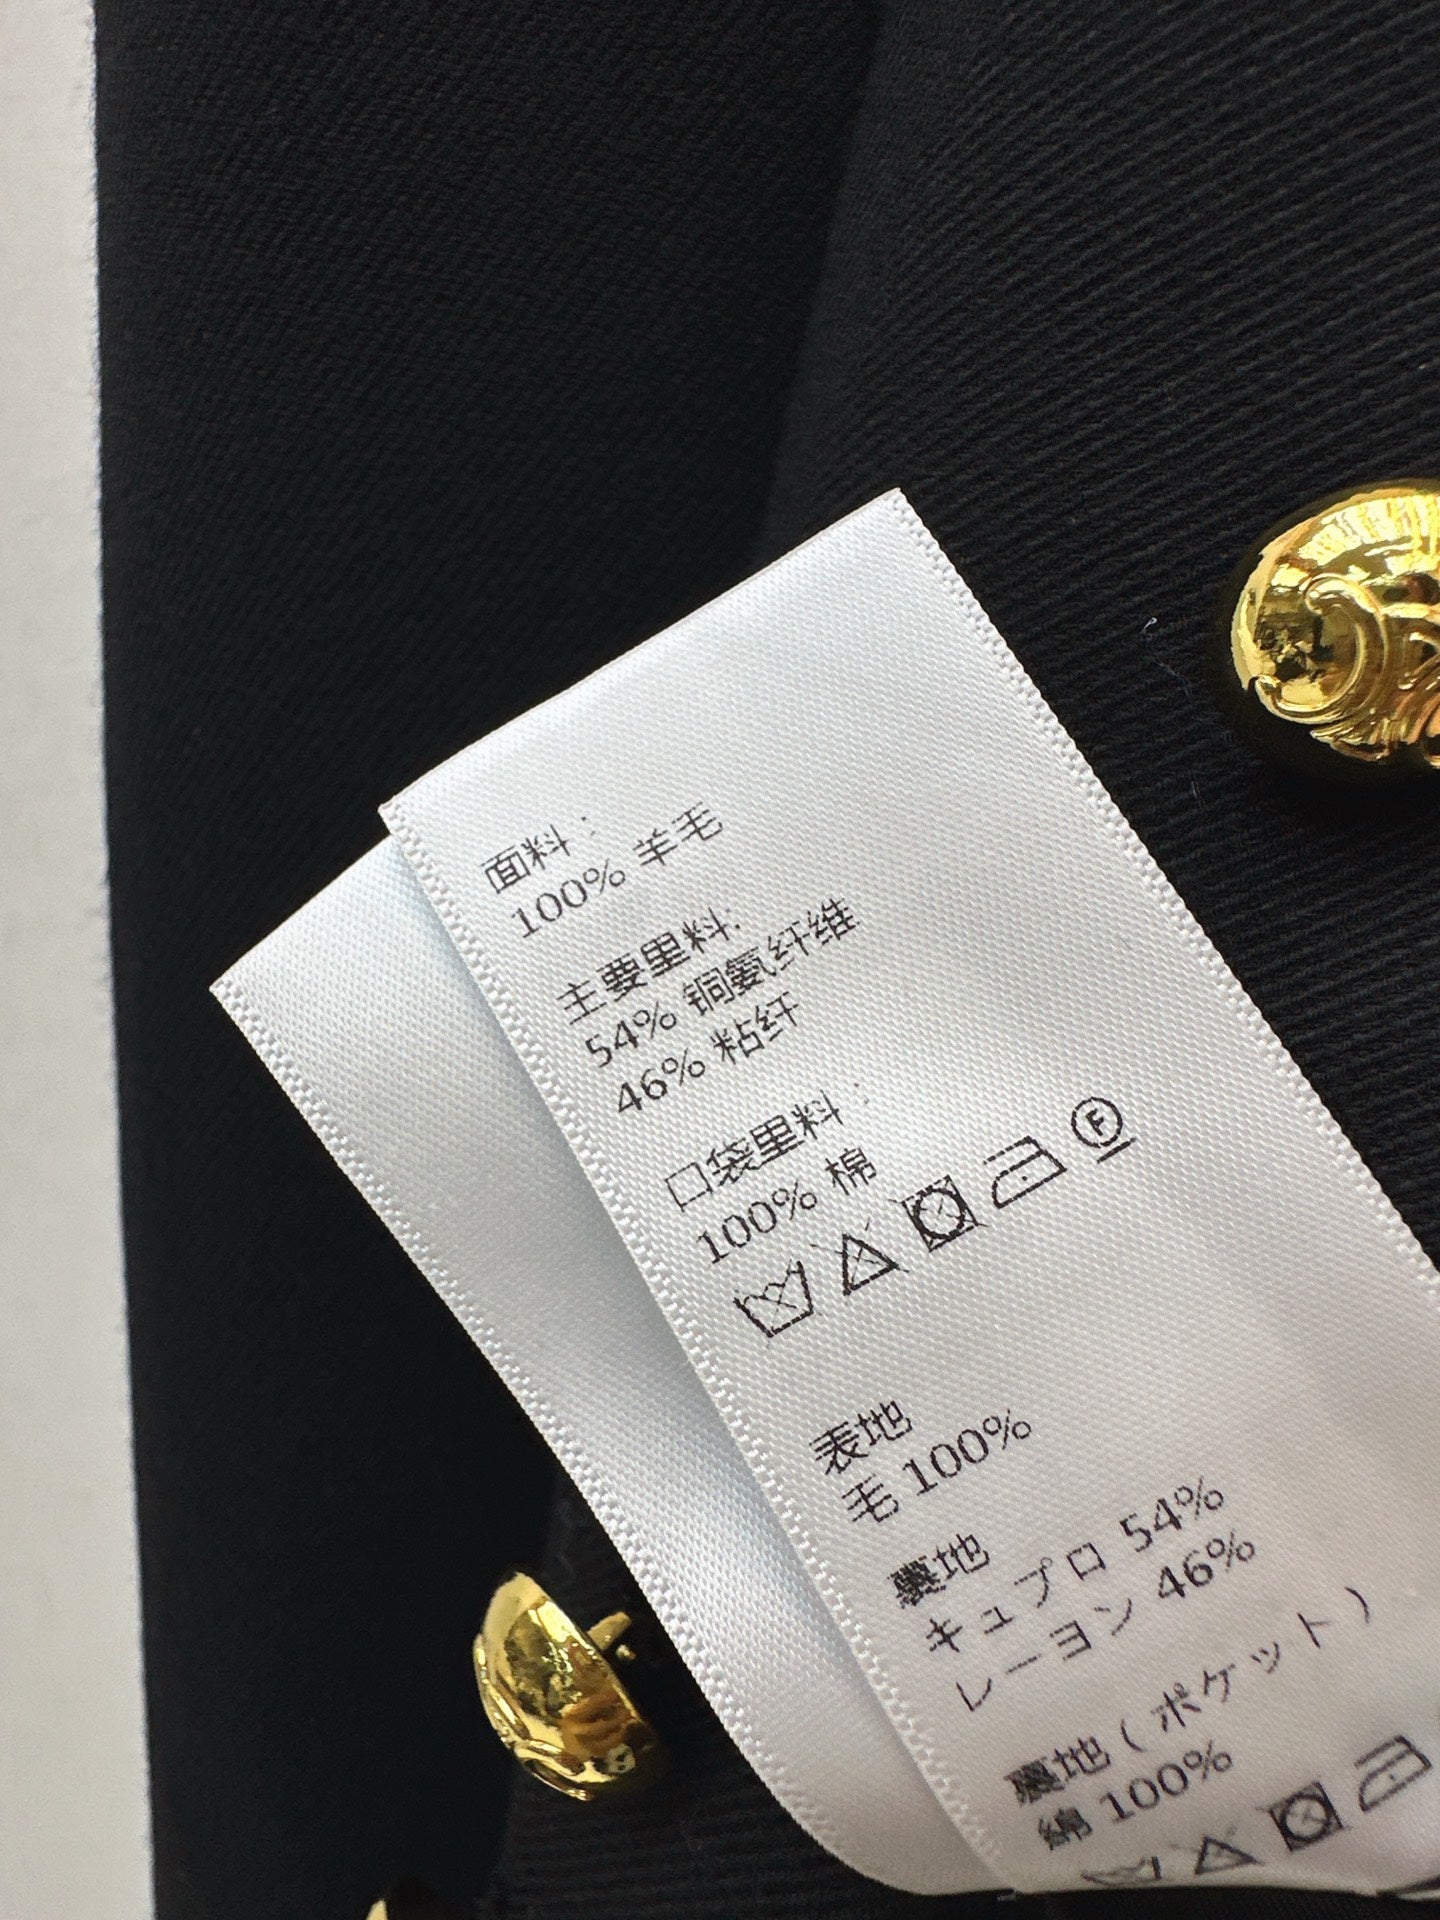 面料：
100% 羊毛
主要里料:
54% 铜氨纤维
46% 粘纤
口袋里料：
100% 棉
F
表地
毛 100%
裏地
キュプロ 54%
レーヨン 46%
裏地 ( ポケット )
綿 100%